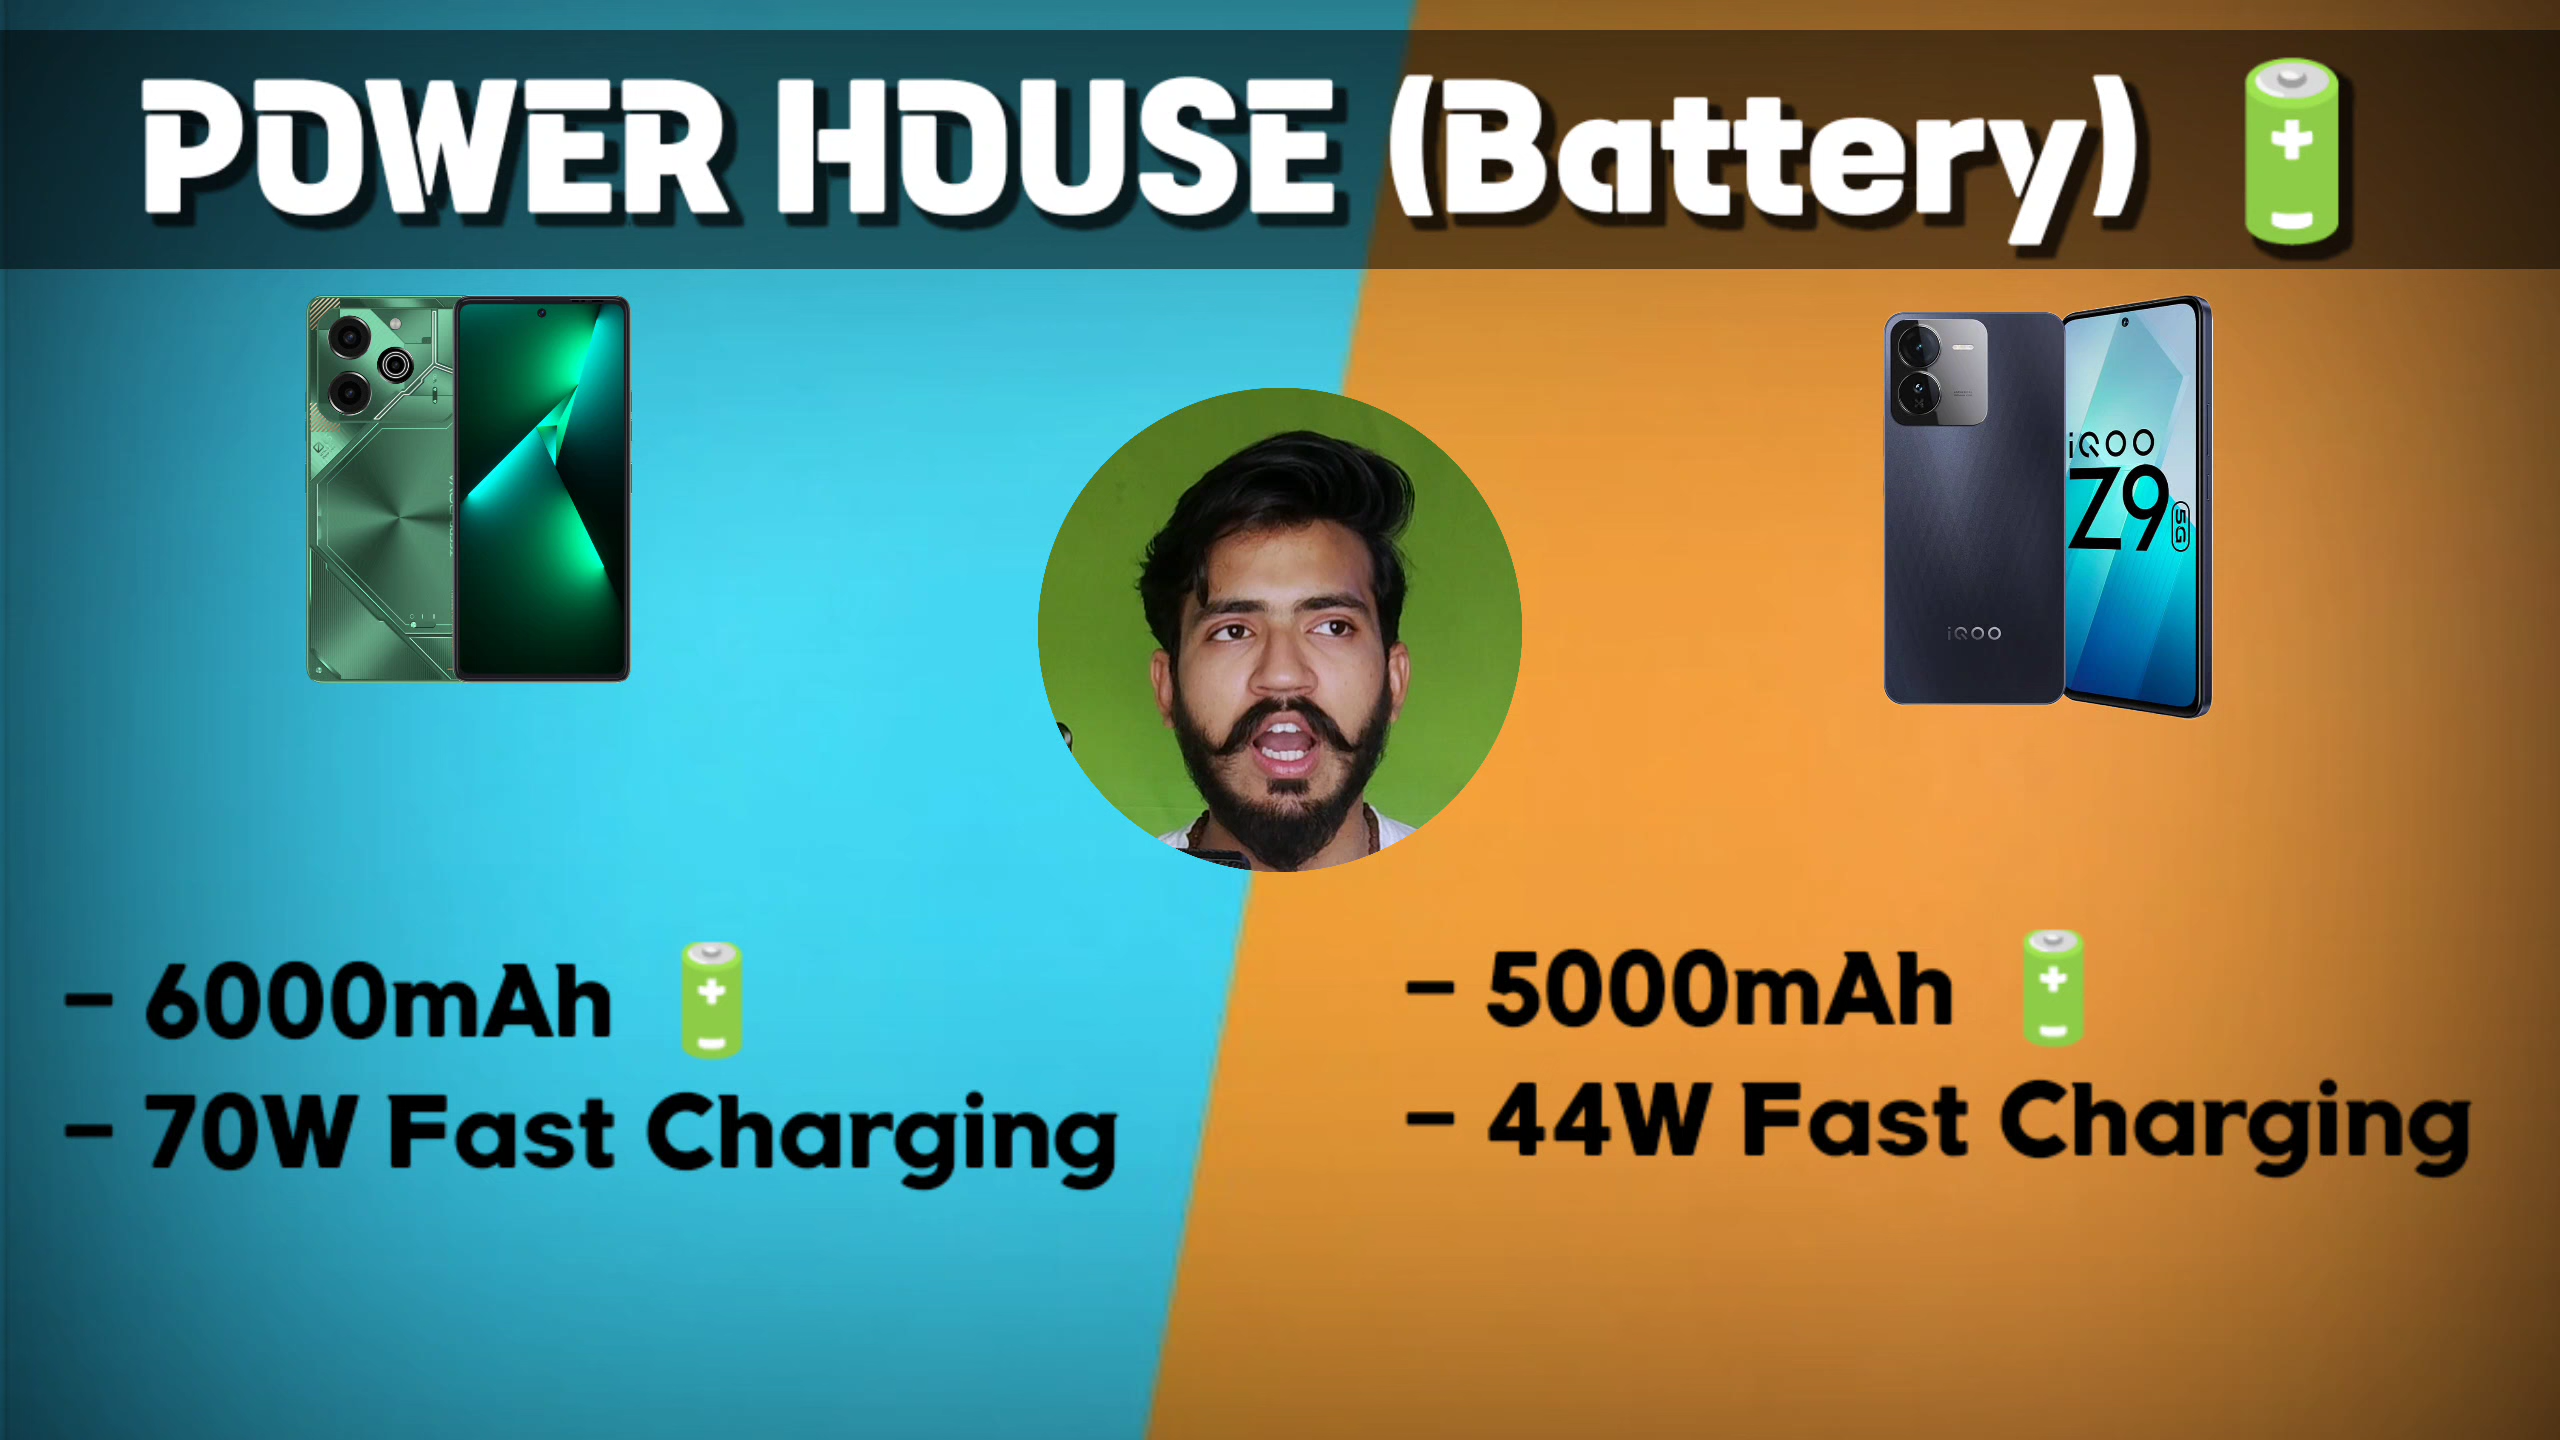 POWER HOUSE (Battery)
iQOO
Z9
5G
iQOO
– 6000mAh
– 70W Fast Charging
– 5000mAh
– 44W Fast Charging